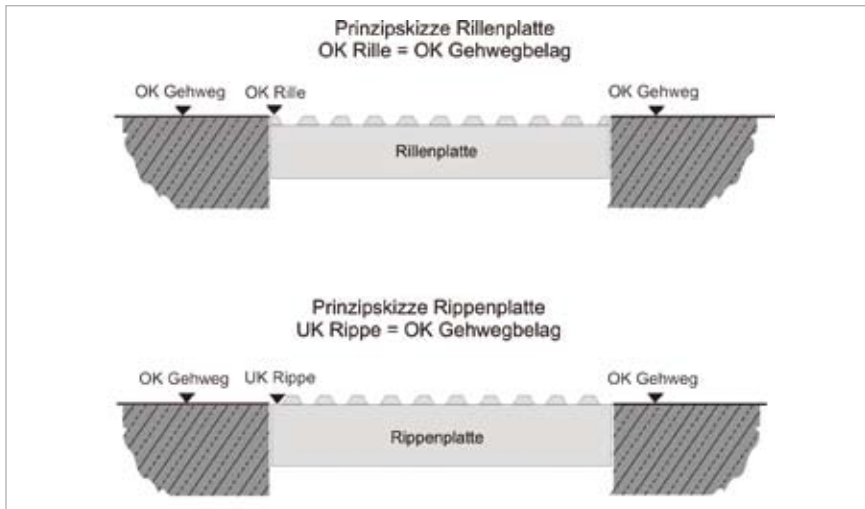 Prinzipskizze Rillenplatte
OK Rille = OK Gehwegbelag
OK Gehweg OK Rille OK Gehweg
Rillenplatte
Prinzipskizze Rippenplatte
UK Rippe = OK Gehwegbelag
OK Gehweg UK Rippe OK Gehweg
Rippenplatte